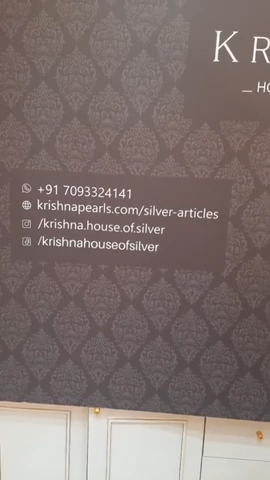 KR
HO
+91 7093324141
krishnapearls.com/silver-articles
/krishna.house.of.silver
/krishnahouseofsilver